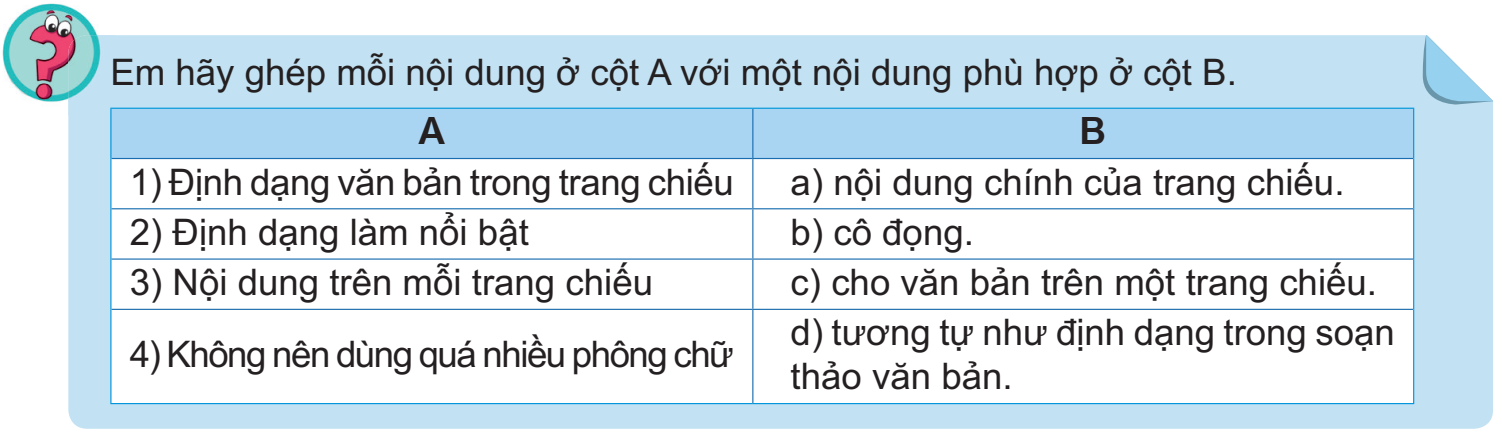 Em hãy ghép mỗi nội dung ở cột A với một nội dung phù hợp ở cột B.
A
B
1) Định dạng văn bản trong trang chiếu
a) nội dung chính của trang chiếu.
2) Định dạng làm nổi bật
b) cô đọng.
3) Nội dung trên mỗi trang chiếu
c) cho văn bản trên một trang chiếu.
4) Không nên dùng quá nhiều phông chữ
d) tương tự như định dạng trong soạn
thảo văn bản.